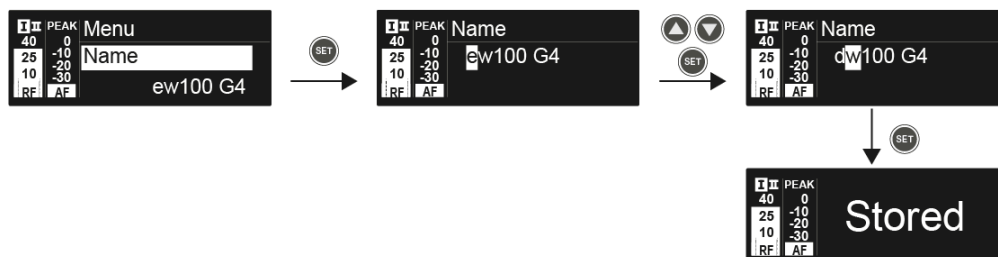 I II PEAK Menu
40 0
25 -10 Name
-20
10 -30
RF AF ew100 G4
SET
I II PEAK Name
40 0
25 -10 ew100 G4
-20
10 -30
RF AF
SET
I II PEAK Name
40 0
25 -10 dw100 G4
-20
10 -30
RF AF
SET
I II PEAK
40 0
25 -10 Stored
-20
10 -30
RF AF